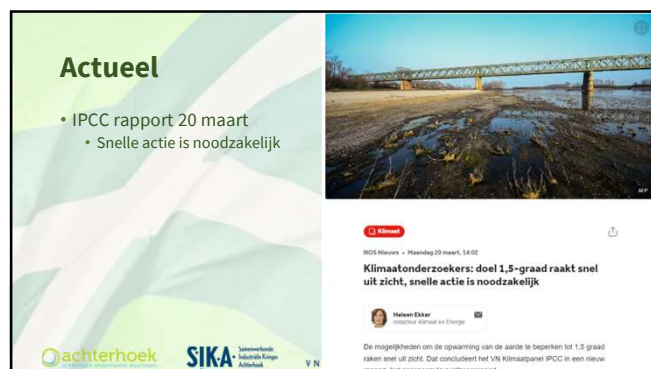 Actueel
• IPCC rapport 20 maart
• Snelle actie is noodzakelijk
achterhoek
SIKA
Samenwerkende
Industriële Kringen
Achterhoek
V N
AFP
Klimaat
NOS Nieuws • Maandag 20 maart, 14:02
Klimaatonderzoekers: doel 1,5-graad raakt snel
uit zicht, snelle actie is noodzakelijk
Heleen Ekker
redacteur Klimaat en Energie
De mogelijkheden om de opwarming van de aarde te beperken tot 1,5 graad
raken snel uit zicht. Dat concludeert het VN Klimaatpanel IPCC in een nieuw